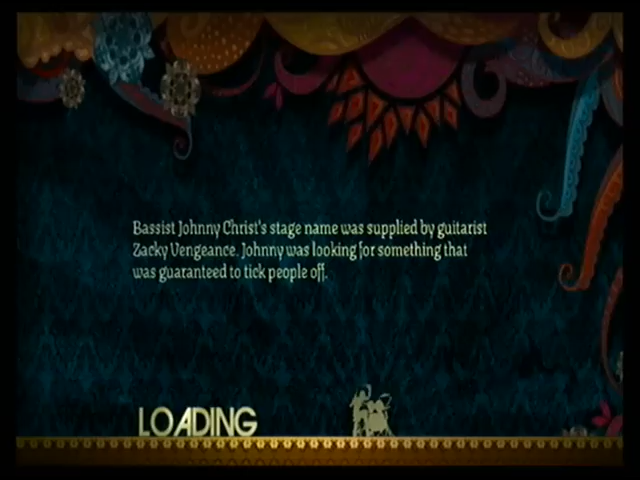 Bassist Johnny Christ's stage name was supplied by guitarist
Zacky Vengeance. Johnny was looking for something that
was guaranteed to tick people off.
LOADING